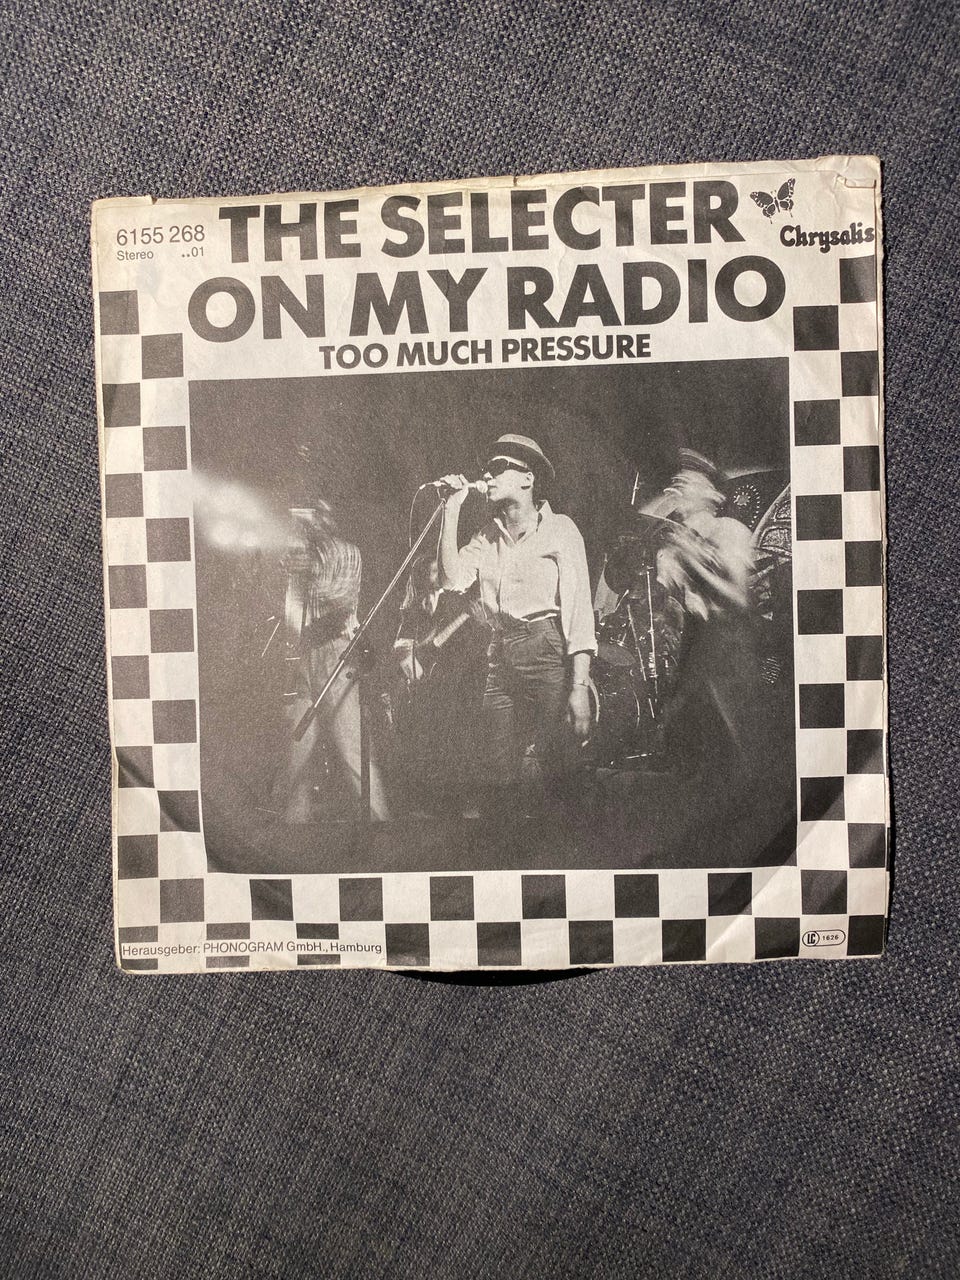 THE SELECTER
6155 268
Stereo ..01
Chrysalis
ON MY RADIO
TOO MUCH PRESSURE
Herausgeber: PHONOGRAM GmbH., Hamburg
LC 1626